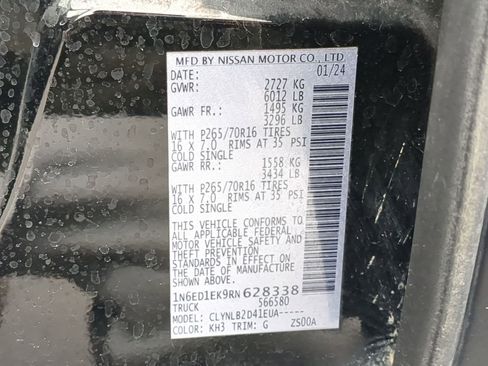 MFD BY NISSAN MOTOR CO., LTD.
DATE: 01/24
GVWR: 2727 KG
6012 LB
GAWR FR.: 1495 KG
3296 LB
WITH P265/70R16 TIRES
16 X 7.0 RIMS AT 35 PSI
COLD SINGLE
GAWR RR.: 1558 KG
3434 LB
WITH P265/70R16 TIRES
16 X 7.0 RIMS AT 35 PSI
COLD SINGLE
THIS VEHICLE CONFORMS TO
ALL APPLICABLE FEDERAL
MOTOR VEHICLE SAFETY AND
THEFT PREVENTION
STANDARDS IN EFFECT ON
THE DATE OF MANUFACTURE
SHOWN ABOVE.
1N6ED1EK9RN628338
TRUCK 566580
MODEL: CLYNLB2D41EUA-----
COLOR: KH3 TRIM: G ZS00A